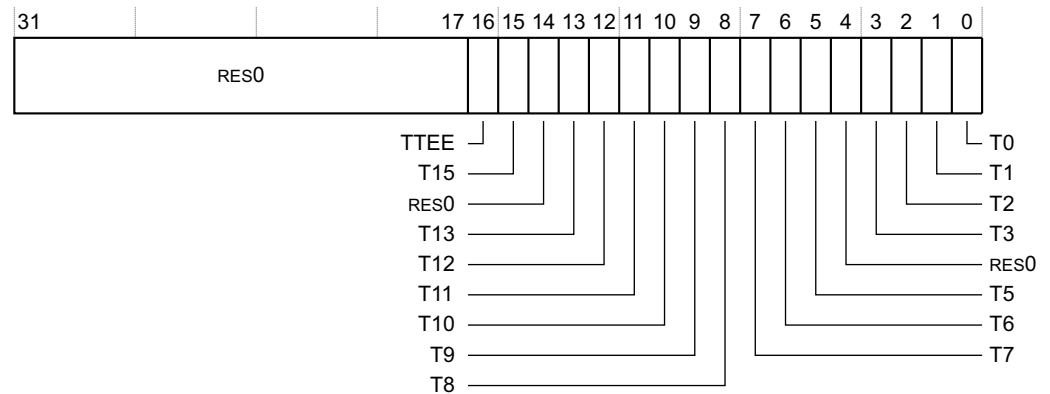 31 17 16 15 14 13 12 11 10 9 8 7 6 5 4 3 2 1 0
RES0
TTEE T0
T15 T1
RES0 T2
T13 T3
T12 RES0
T11 T5
T10 T6
T9 T7
T8